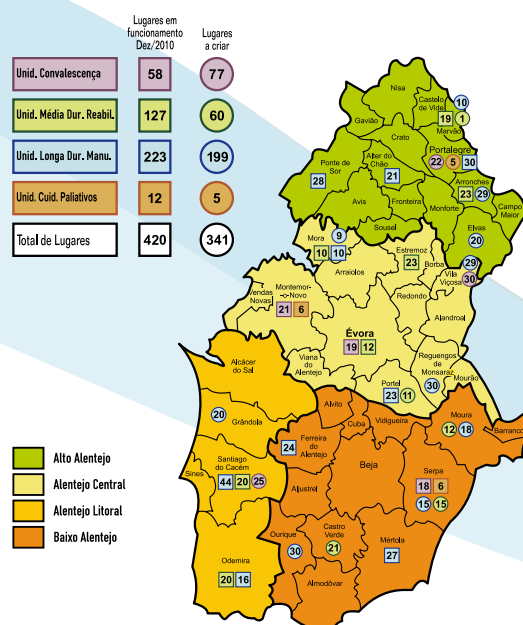 Lugares em
funcionamento
Dez/2010
Lugares
a criar
Unid. Convalescença 58 77
Unid. Média Dur. Reabil. 127 60
Unid. Longa Dur. Manu. 223 199
Unid. Cuid. Paliativos 12 5
Total de Lugares 420 341
Nisa
Castelo
de Vide
10
19 1
Gavião
Marvão
Crato
Portalegre
22 5 30
Ponte de
Sor
28
Alter do
Chão
21
Arronches
23 29
Avis
Fronteira
Monforte
Campo
Maior
Sousel
Elvas
20
Mora
9
10 10
Estremoz
23
Borba
29
Vila
Viçosa
30
Arraiolos
Vendas
Novas
Montemor-
o-Novo
21 6
Redondo
Alandroal
Évora
19 12
Viana do
Alentejo
Reguengos
de Monsaraz
30
Portel
23 11
Mourão
Alcácer
do Sal
20
Grândola
Alvito
Cuba
Vidigueira
Moura
12 18
Barrancos
24
Ferreira
do
Alentejo
Beja
Sines
Santiago
do Cacém
44 20 25
Serpa
18 6
15 15
Aljustrel
Ourique
30
Castro
Verde
21
Mértola
27
Odemira
20 16
Almodôvar
Alto Alentejo
Alentejo Central
Alentejo Litoral
Baixo Alentejo